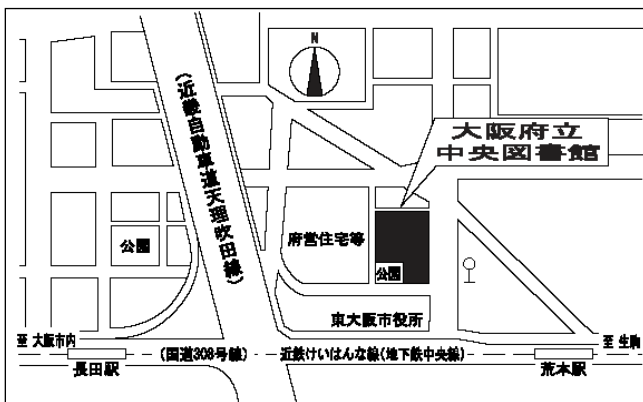 N
大阪府立
中央図書館
(近畿自動車道天理吹田線)
公園
府営住宅等
公園
東大阪市役所
至 大阪市内
至 生駒
(国道308号線)
近鉄けいはんな線(地下鉄中央線)
長田駅
荒本駅